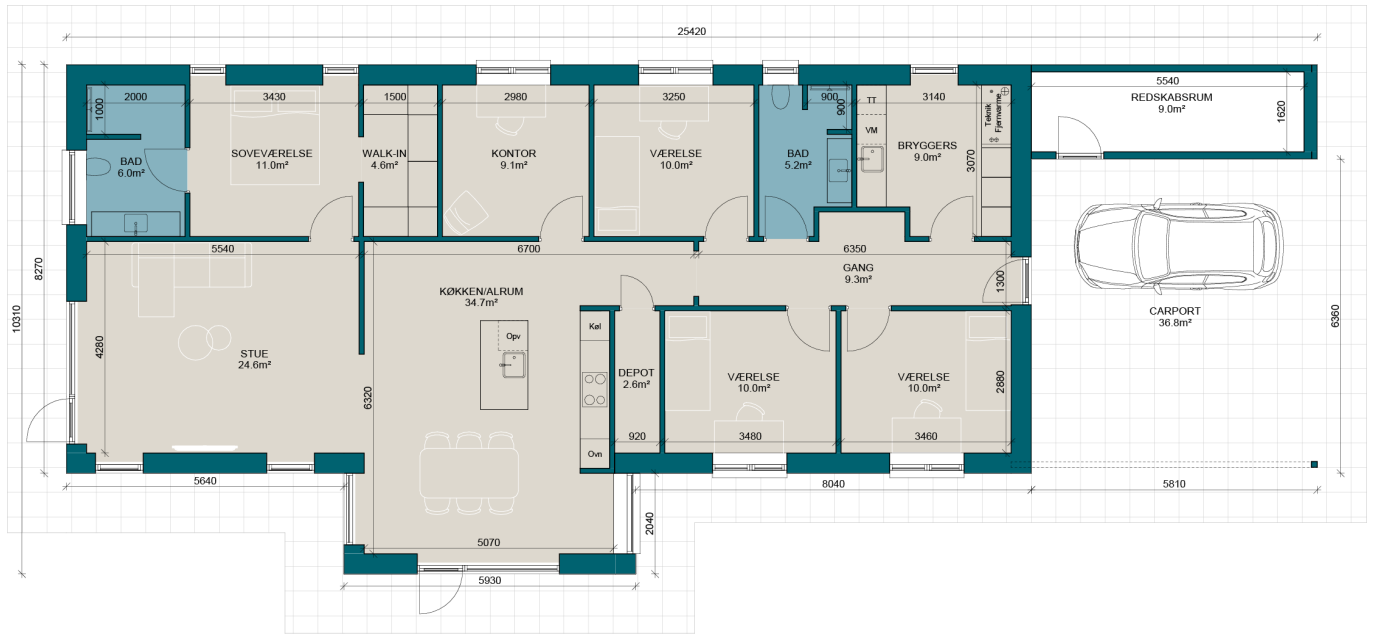 25420
5540
REDSKABSRUM
9.0m²
1620
2000
1000
3430
1500
2980
3250
900
900
3140
TT
VM
Teknik
Fjernvarme
BAD
6.0m²
SOVEVÆRELSE
11.0m²
WALK-IN
4.6m²
KONTOR
9.1m²
VÆRELSE
10.0m²
BAD
5.2m²
BRYGGERS
9.0m²
3070
5540
6700
6350
GANG
9.3m²
1300
8270
10310
KØKKEN/ALRUM
34.7m²
CARPORT
36.8m²
6360
4280
STUE
24.6m²
Opv
Køl
6320
DEPOT
2.6m²
VÆRELSE
10.0m²
VÆRELSE
10.0m²
2880
920
3480
3460
Ovn
5640
8040
5810
2040
5070
5930